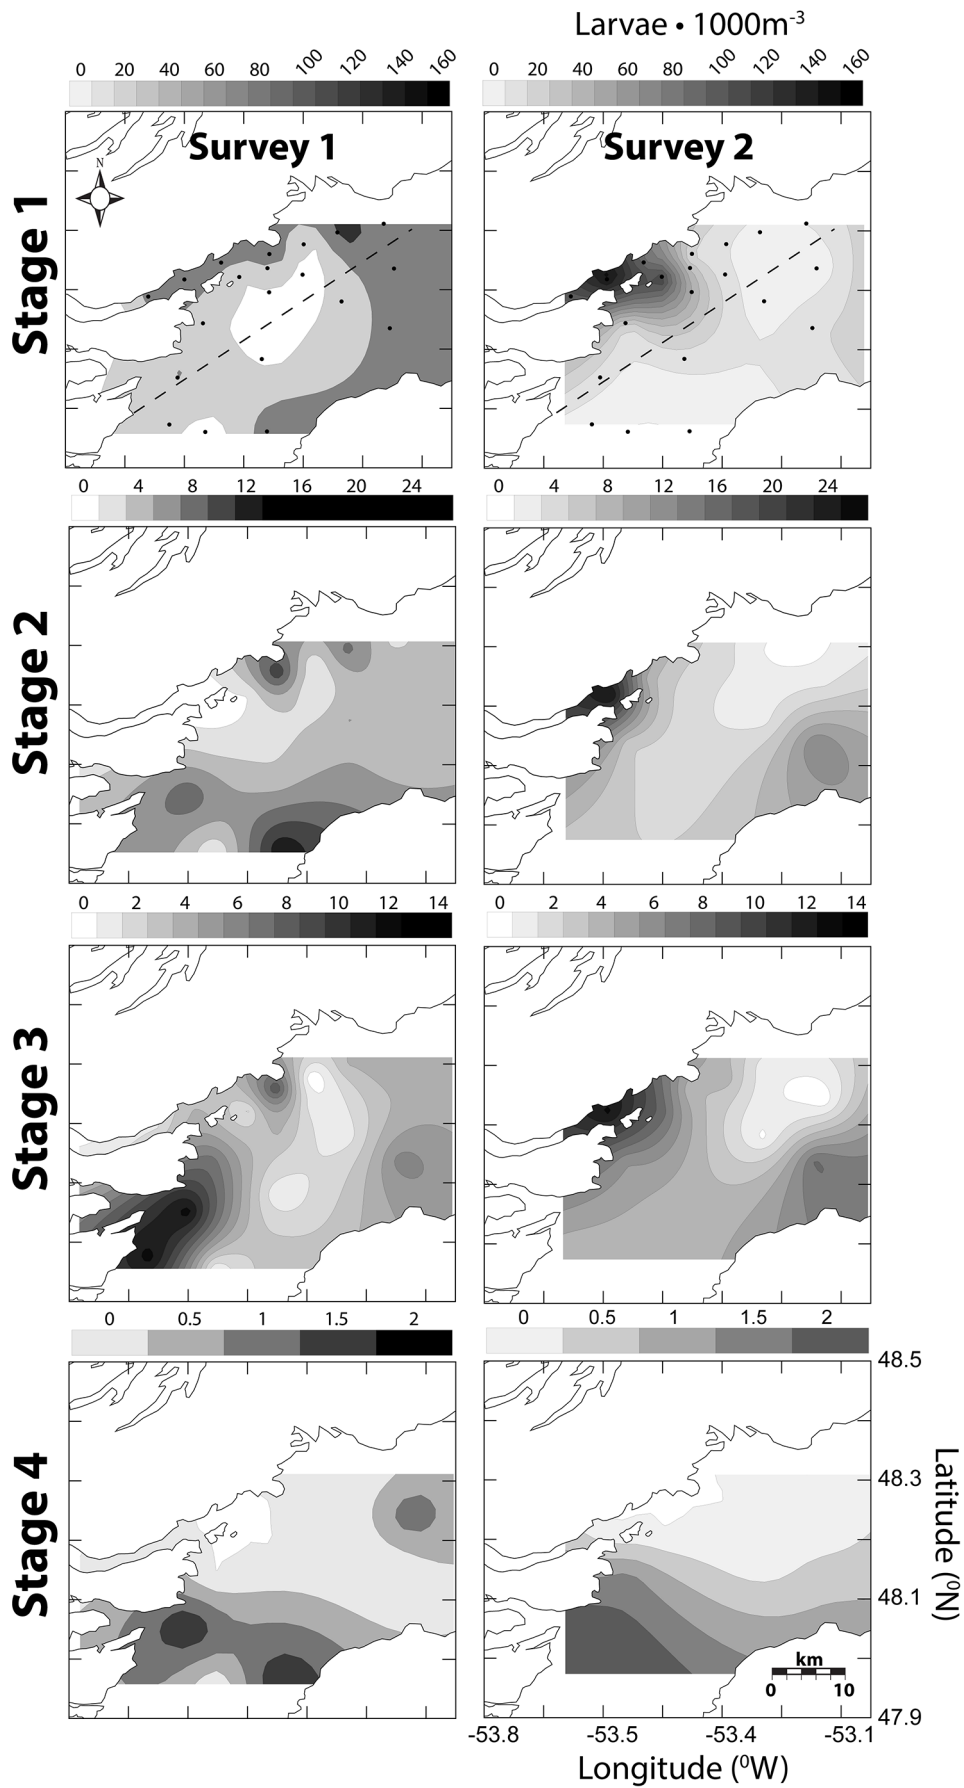 Larvae • 1000m-3
0 20 40 60 80 100 120 140 160
0 20 40 60 80 100 120 140 160
Survey 1
Survey 2
N
Stage 1
0 4 8 12 16 20 24
0 4 8 12 16 20 24
Stage 2
0 2 4 6 8 10 12 14
0 2 4 6 8 10 12 14
Stage 3
0 0.5 1 1.5 2
0 0.5 1 1.5 2
Stage 4
48.5
48.3
48.1
47.9
Latitude (0N)
km
0 10
-53.8 -53.5 -53.4 -53.1
Longitude (0W)